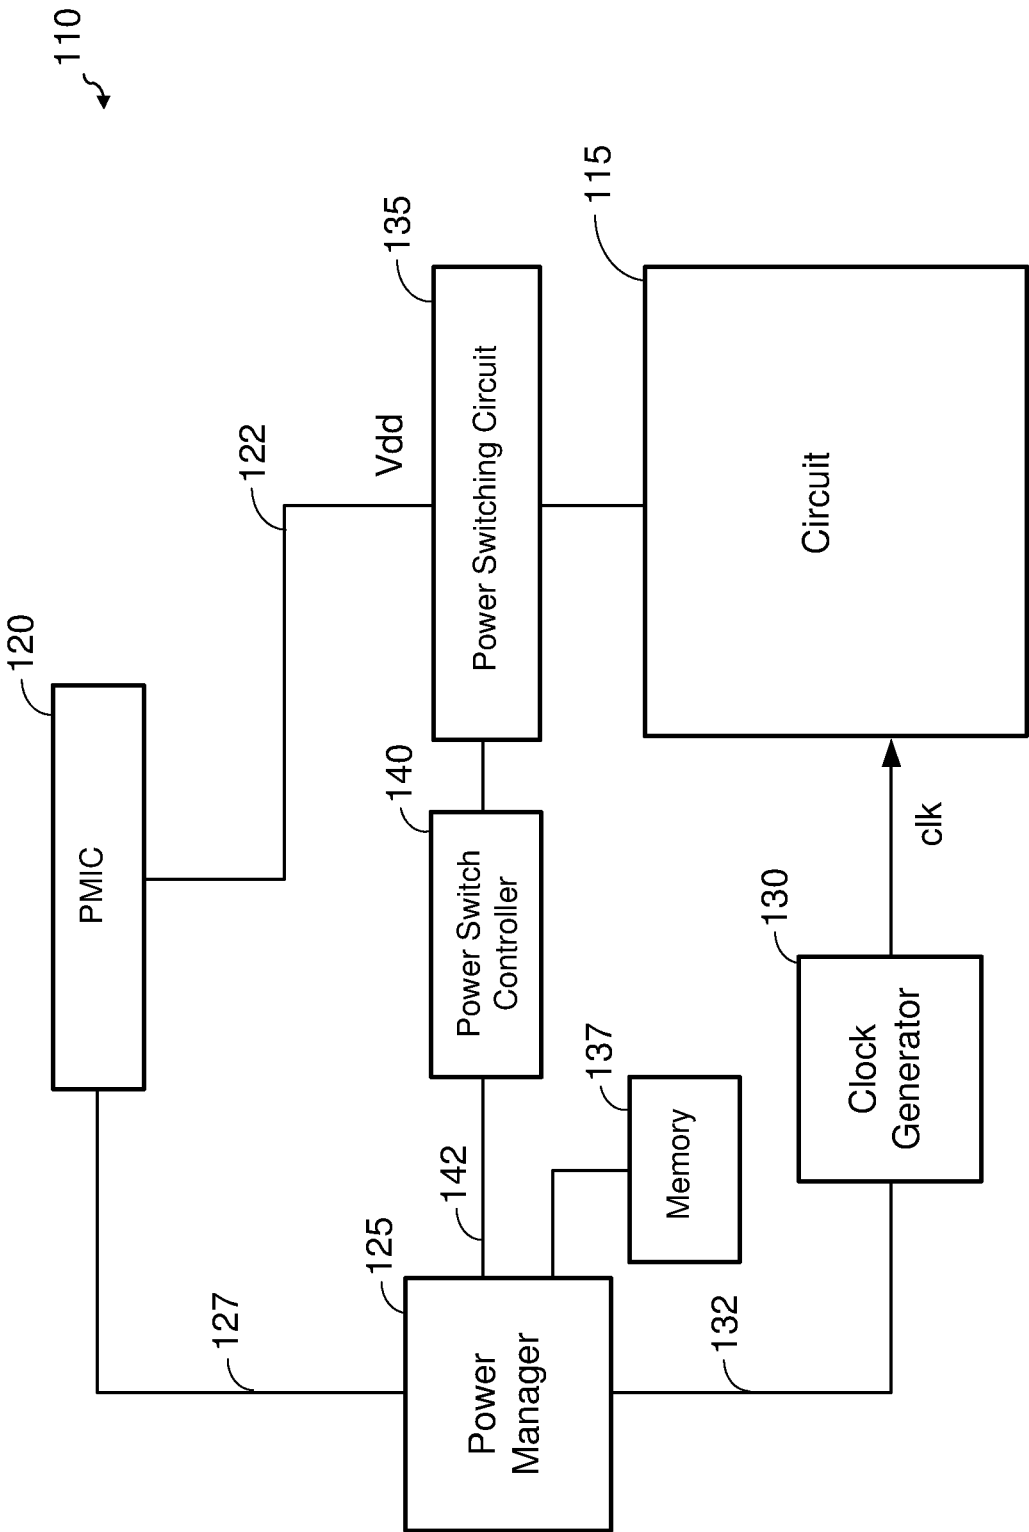 110
120
PMIC
127
122
Vdd
125
142
140
135
Power
Manager
Power Switch
Controller
Power Switching Circuit
137
Memory
115
Circuit
132
130
Clock
Generator
clk